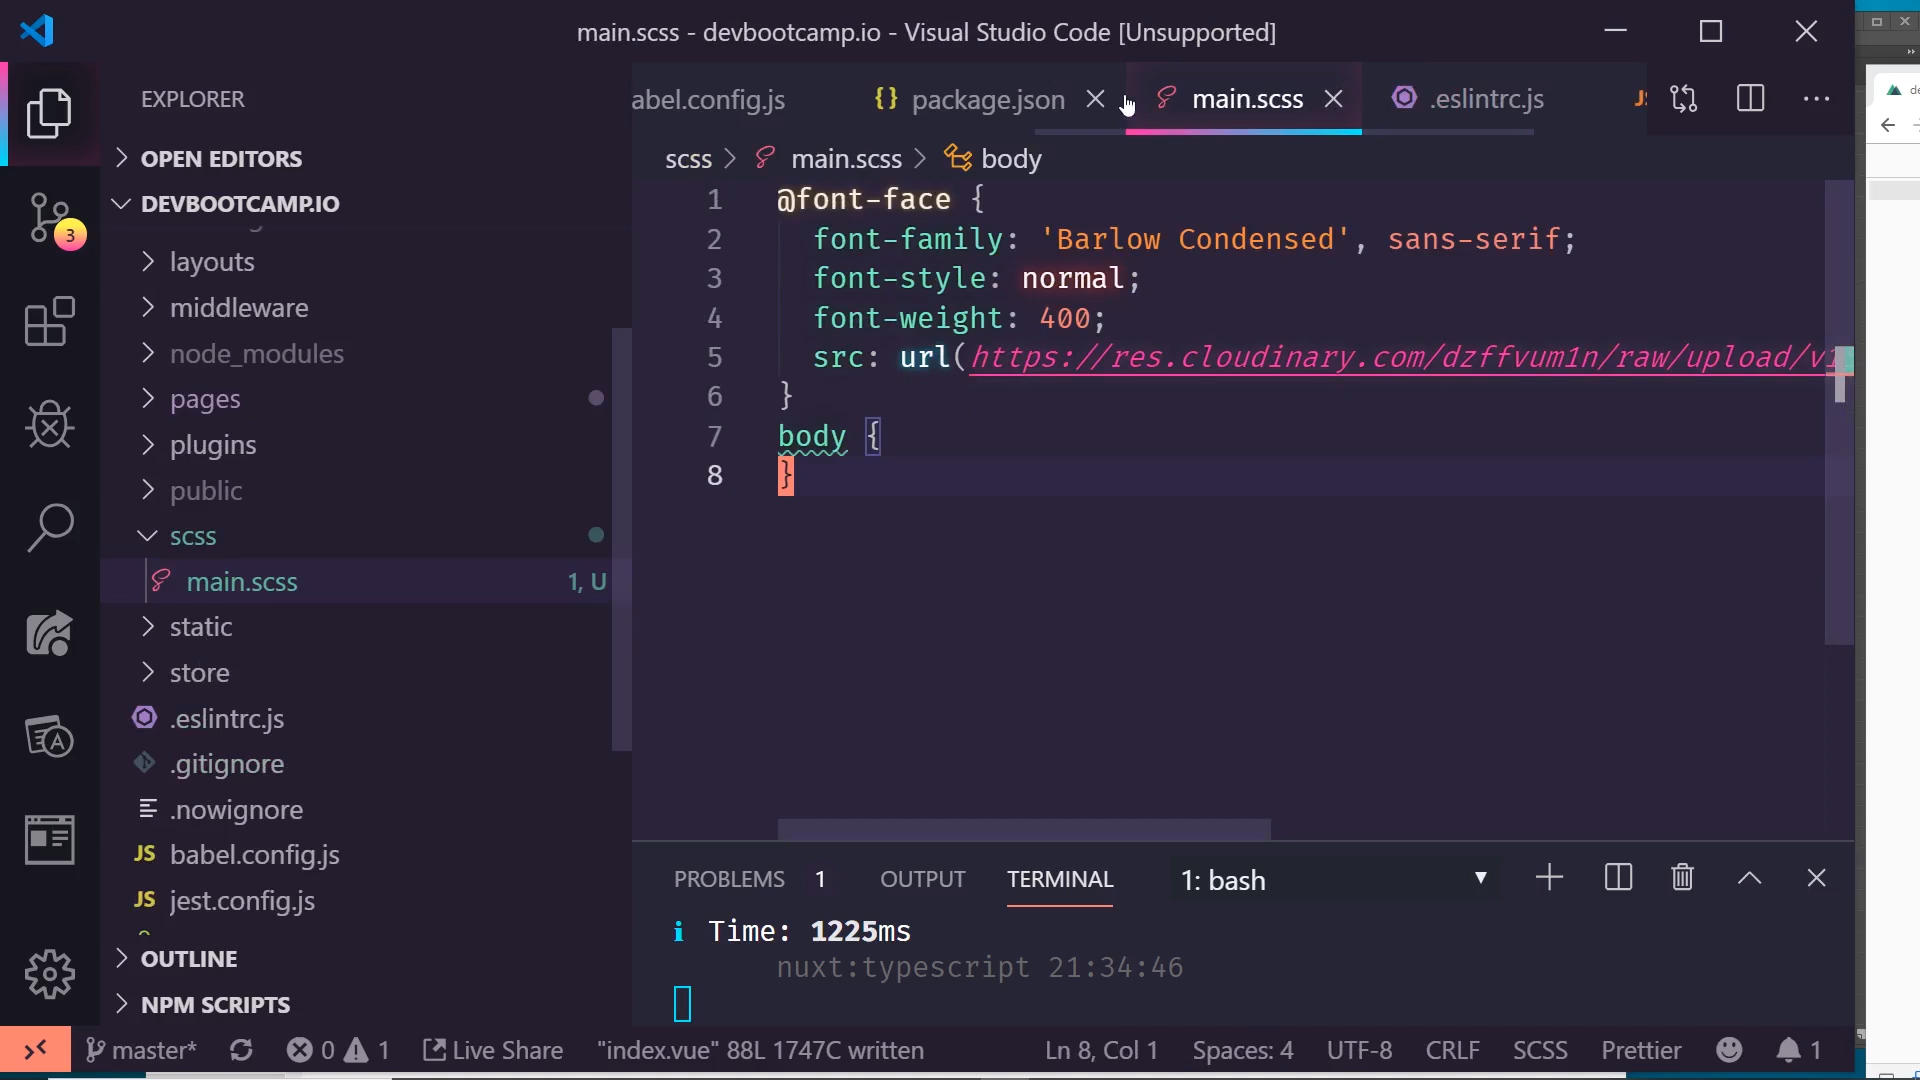 main.scss - devbootcamp.io - Visual Studio Code [Unsupported]
EXPLORER
OPEN EDITORS
DEVBOOTCAMP.IO
layouts
middleware
node_modules
pages
plugins
public
scss
main.scss 1, U
static
store
.eslintrc.js
.gitignore
.nowignore
JS babel.config.js
JS jest.config.js
OUTLINE
NPM SCRIPTS
3
abel.config.js {} package.json main.scss .eslintrc.js
scss > main.scss > body
1 @font-face {
2 font-family: 'Barlow Condensed', sans-serif;
3 font-style: normal;
4 font-weight: 400;
5 src: url(https://res.cloudinary.com/dzffvum1n/raw/upload/v1
6 }
7 body {
8 }
PROBLEMS 1 OUTPUT TERMINAL 1: bash
i Time: 1225ms
nuxt:typescript 21:34:46
master* 0 1 Live Share "index.vue" 88L 1747C written Ln 8, Col 1 Spaces: 4 UTF-8 CRLF SCSS Prettier 1